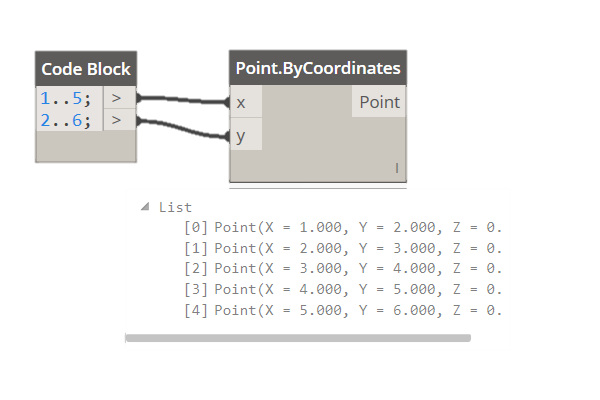 Code Block
1..5; >
2..6; >
Point.ByCoordinates
x Point
y
l
List
[0] Point(X = 1.000, Y = 2.000, Z = 0.
[1] Point(X = 2.000, Y = 3.000, Z = 0.
[2] Point(X = 3.000, Y = 4.000, Z = 0.
[3] Point(X = 4.000, Y = 5.000, Z = 0.
[4] Point(X = 5.000, Y = 6.000, Z = 0.